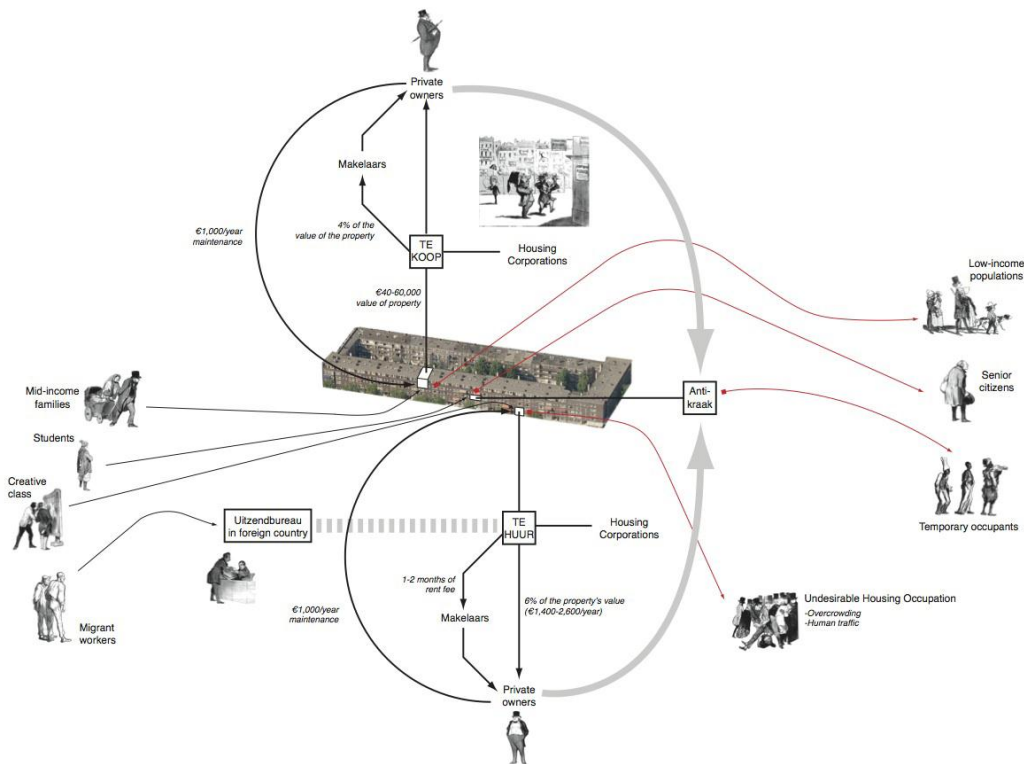 Private
owners
Makelaars
€1,000/year
maintenance
4% of the
value of the property
TE
KOOP
Housing
Corporations
€40-60,000
value of property
Low-income
populations
Mid-income
families
Senior
citizens
Anti-
kraak
Students
Creative
class
Uitzendbureau
in foreign country
TE
HUUR
Housing
Corporations
Temporary occupants
1-2 months of
rent fee
€1,000/year
maintenance
Makelaars
6% of the property's value
(€1,400-2,600/year)
Undesirable Housing Occupation
-Overcrowding
-Human traffic
Migrant
workers
Private
owners